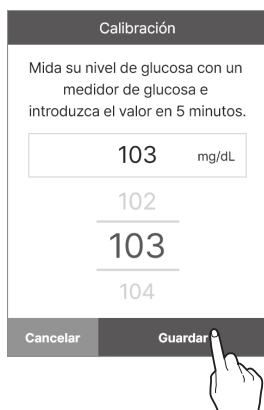 Calibración
Mida su nivel de glucosa con un
medidor de glucosa e
introduzca el valor en 5 minutos.
103 mg/dL
102
103
104
Cancelar Guardar